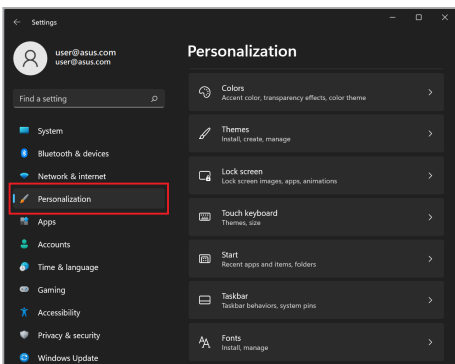 Settings
user@asus.com
user@asus.com
Find a setting
System
Bluetooth & devices
Network & internet
Personalization
Apps
Accounts
Time & language
Gaming
Accessibility
Privacy & security
Windows Update
Personalization
Colors
Accent color, transparency effects, color theme
Themes
Install, create, manage
Lock screen
Lock screen images, apps, animations
Touch keyboard
Themes, size
Start
Recent apps and items, folders
Taskbar
Taskbar behaviors, system pins
Fonts
Install, manage